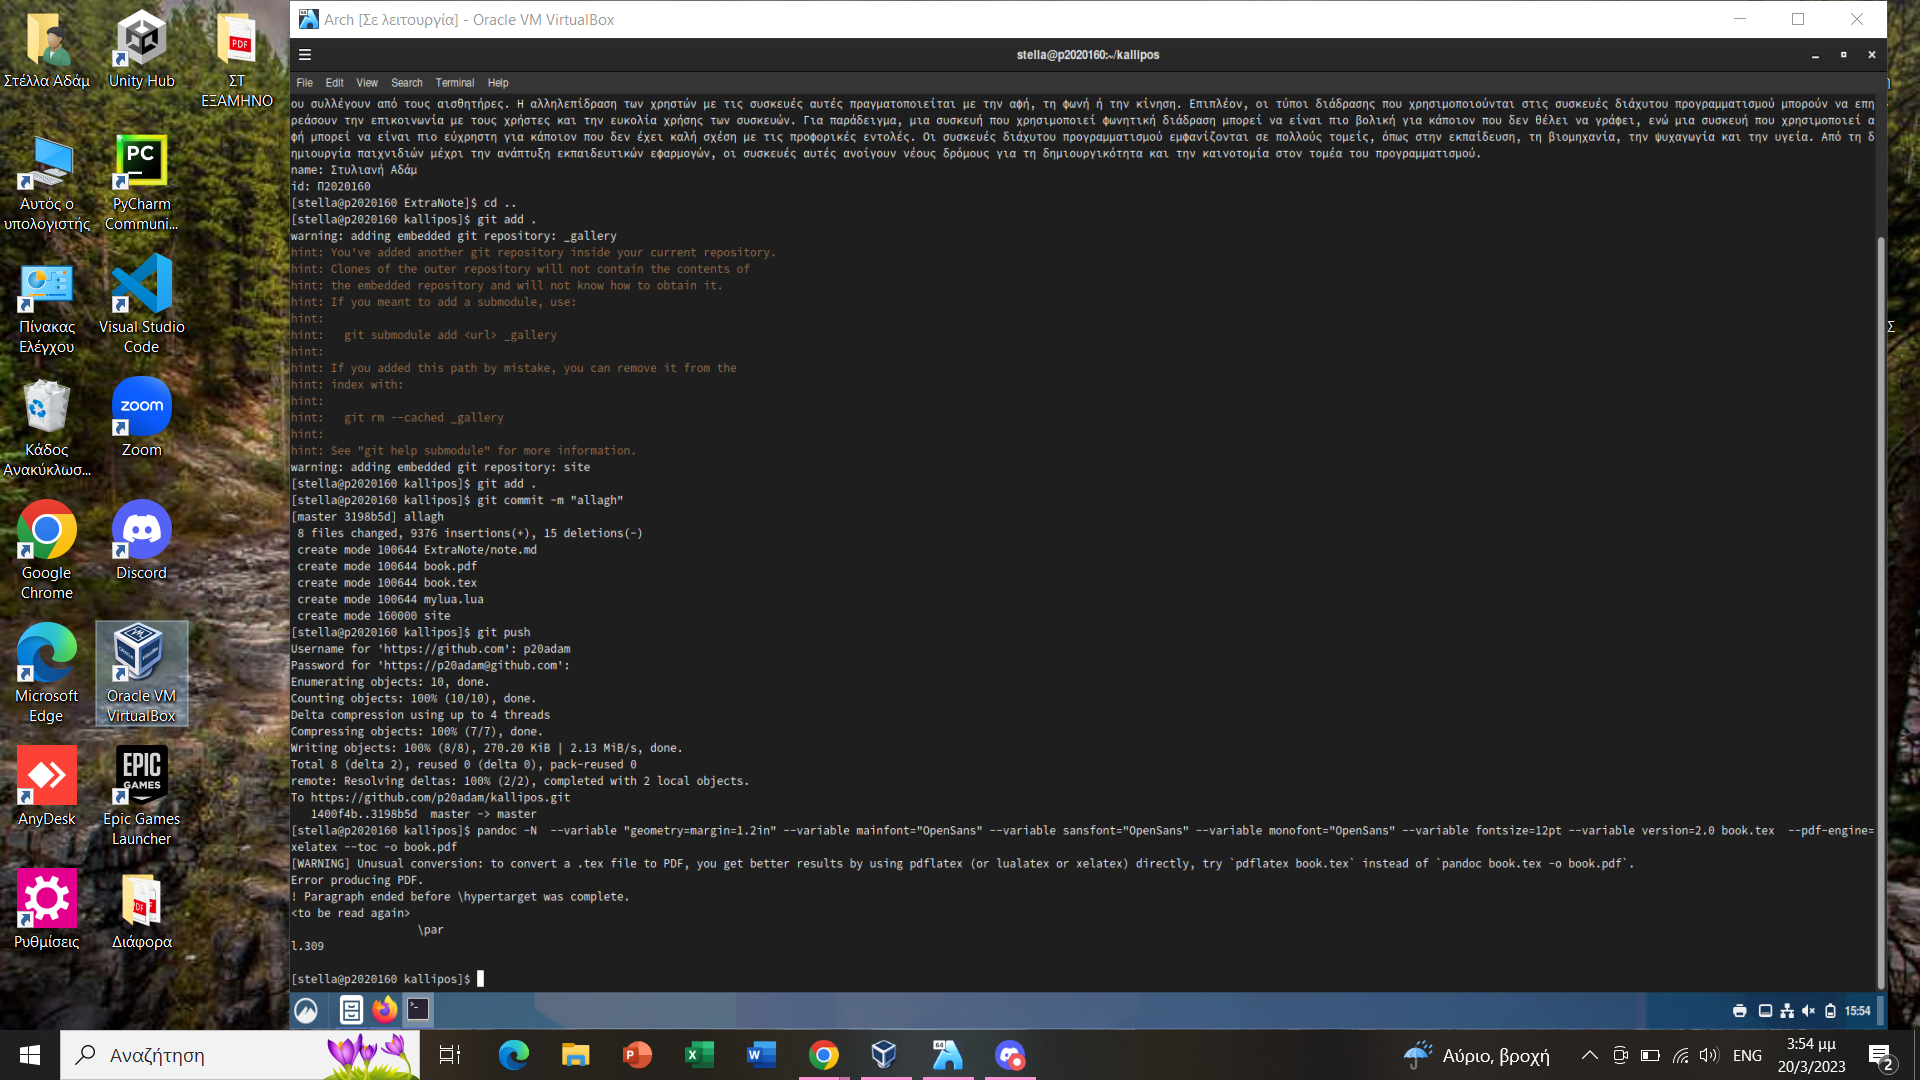 Arch [Σε λειτουργία] - Oracle VM VirtualBox
stella@p2020160:~/kallipos
File Edit View Search Terminal Help
ου συλλέγουν από τους αισθητήρες. Η αλληλεπίδραση των χρηστών με τις συσκευές αυτές πραγματοποιείται με την αφή, τη φωνή ή την κίνηση. Επιπλέον, οι τύποι διάδρασης που χρησιμοποιούνται στις συσκευές διάχυτου προγραμματισμού μπορούν να επη
ρεάσουν την επικοινωνία με τους χρήστες και την ευκολία χρήσης των συσκευών. Για παράδειγμα, μια συσκευή που χρησιμοποιεί φωνητική διάδραση μπορεί να είναι πιο βολική για κάποιον που δεν θέλει να γράφει, ενώ μια συσκευή που χρησιμοποιεί α
φή μπορεί να είναι πιο εύχρηστη για κάποιον που δεν έχει καλή σχέση με τις προφορικές εντολές. Οι συσκευές διάχυτου προγραμματισμού εμφανίζονται σε πολλούς τομείς, όπως στην εκπαίδευση, τη βιομηχανία, την ψυχαγωγία και την υγεία. Από τη δ
ημιουργία παιχνιδιών μέχρι την ανάπτυξη εκπαιδευτικών εφαρμογών, οι συσκευές αυτές ανοίγουν νέους δρόμους για τη δημιουργικότητα και την καινοτομία στον τομέα του προγραμματισμού.
name: Στυλιανή Αδάμ
id: Π2020160
[stella@p2020160 ExtraNote]$ cd ..
[stella@p2020160 kallipos]$ git add .
warning: adding embedded git repository: _gallery
hint: You've added another git repository inside your current repository.
hint: Clones of the outer repository will not contain the contents of
hint: the embedded repository and will not know how to obtain it.
hint: If you meant to add a submodule, use:
hint:
hint:   git submodule add <url> _gallery
hint:
hint: If you added this path by mistake, you can remove it from the
hint: index with:
hint:
hint:   git rm --cached _gallery
hint:
hint: See "git help submodule" for more information.
warning: adding embedded git repository: site
[stella@p2020160 kallipos]$ git add .
[stella@p2020160 kallipos]$ git commit -m "allagh"
[master 3198b5d] allagh
 8 files changed, 9376 insertions(+), 15 deletions(-)
 create mode 100644 ExtraNote/note.md
 create mode 100644 book.pdf
 create mode 100644 book.tex
 create mode 100644 mylua.lua
 create mode 160000 site
[stella@p2020160 kallipos]$ git push
Username for 'https://github.com': p20adam
Password for 'https://p20adam@github.com':
Enumerating objects: 10, done.
Counting objects: 100% (10/10), done.
Delta compression using up to 4 threads
Compressing objects: 100% (7/7), done.
Writing objects: 100% (8/8), 270.20 KiB | 2.13 MiB/s, done.
Total 8 (delta 2), reused 0 (delta 0), pack-reused 0
remote: Resolving deltas: 100% (2/2), completed with 2 local objects.
To https://github.com/p20adam/kallipos.git
   1400f4b..3198b5d  master -> master
[stella@p2020160 kallipos]$ pandoc -N  --variable "geometry=margin=1.2in" --variable mainfont="OpenSans" --variable sansfont="OpenSans" --variable monofont="OpenSans" --variable fontsize=12pt --variable version=2.0 book.tex  --pdf-engine=
xelatex --toc -o book.pdf
[WARNING] Unusual conversion: to convert a .tex file to PDF, you get better results by using pdflatex (or lualatex or xelatex) directly, try `pdflatex book.tex` instead of `pandoc book.tex -o book.pdf`.
Error producing PDF.
! Paragraph ended before \hypertarget was complete.
<to be read again>
\par
l.309
[stella@p2020160 kallipos]$
15:54
Στέλλα Αδάμ
Unity Hub
ΣΤ
ΕΞΑΜΗΝΟ
Αυτός ο
υπολογιστής
PyCharm
Communi...
Πίνακας
Ελέγχου
Visual Studio
Code
Κάδος
Ανακύκλωσ...
Zoom
Google
Chrome
Discord
Microsoft
Edge
Oracle VM
VirtualBox
AnyDesk
Epic Games
Launcher
Ρυθμίσεις
Διάφορα
PDF
PC
zoom
EPIC
GAMES
Σ
Αναζήτηση
Αύριο, βροχή
ENG
3:54 μμ
20/3/2023
2